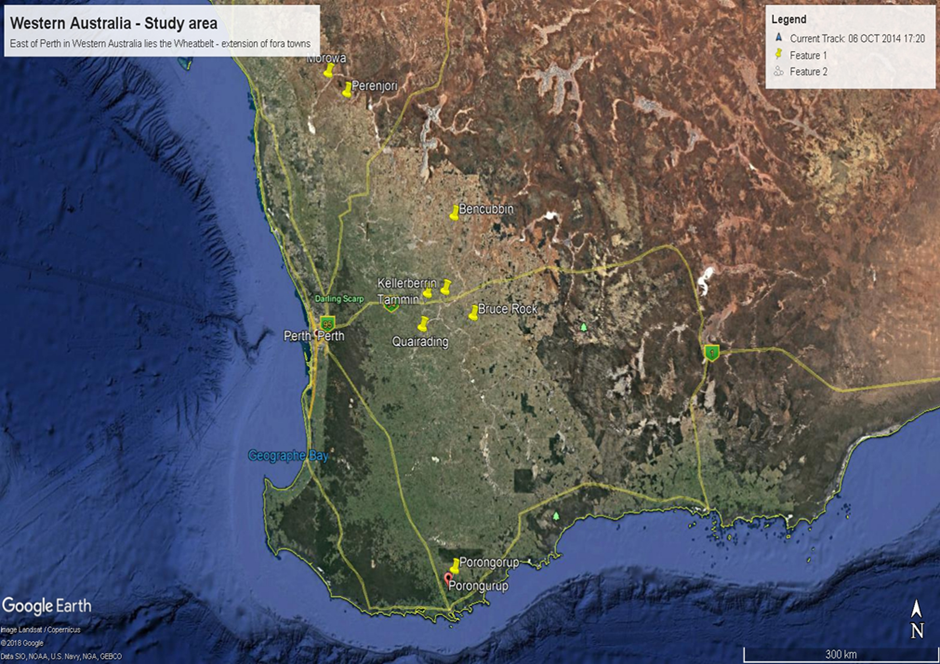 Western Australia - Study area
East of Perth in Western Australia lies the Wheatbelt - extension of fora towns
Legend
Current Track: 06 OCT 2014 17:20
Feature 1
Feature 2
Morowa
Perenjori
Bencubbin
Kellerberrin
Darling Scarp
Tammin
Bruce Rock
Perth Perth
Quairading
Geographe Bay
Porongorup
Porongurup
Google Earth
Image Landsat / Copernicus
©2018 Google
Data SIO, NOAA, U.S. Navy, NGA, GEBCO
N
300 km